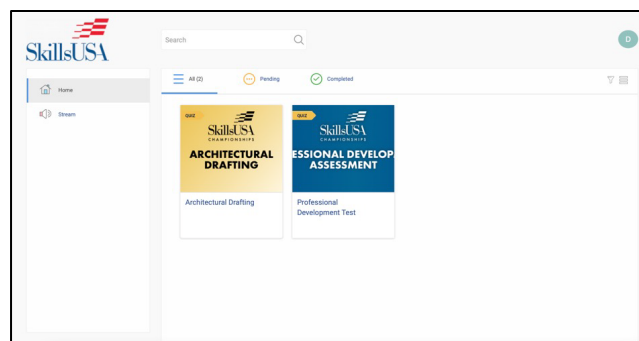 SkillsUSA
Search
D
Home
Stream
All (2)
Pending
Completed
QUIZ
SkillsUSA
CHAMPIONSHIPS
ARCHITECTURAL
DRAFTING
Architectural Drafting
QUIZ
SkillsUSA
CHAMPIONSHIPS
ESSIONAL DEVELOP
ASSESSMENT
Professional
Development Test